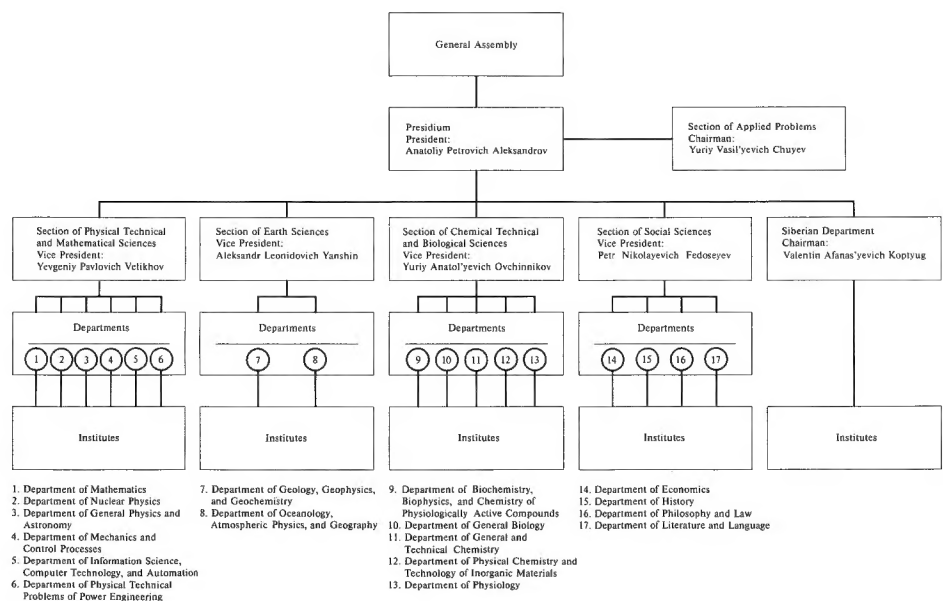 General Assembly
Presidium
President:
Anatoliy Petrovich Aleksandrov
Section of Applied Problems
Chairman:
Yuriy Vasil'yevich Chuyev
Section of Physical Technical
and Mathematical Sciences
Vice President:
Yevgeniy Pavlovich Velikhov
Section of Earth Sciences
Vice President:
Aleksandr Leonidovich Yanshin
Section of Chemical Technical
and Biological Sciences
Vice President:
Yuriy Anatol'yevich Ovchinnikov
Section of Social Sciences
Vice President:
Petr Nikolayevich Fedoseyev
Siberian Department
Chairman:
Valentin Afanas'yevich Koptyug
Departments
1 2 3 4 5 6
Departments
7 8
Departments
9 10 11 12 13
Departments
14 15 16 17
Institutes
Institutes
Institutes
Institutes
Institutes
1. Department of Mathematics
2. Department of Nuclear Physics
3. Department of General Physics and
Astronomy
4. Department of Mechanics and
Control Processes
5. Department of Information Science,
Computer Technology, and Automation
6. Department of Physical Technical
Problems of Power Engineering
7. Department of Geology, Geophysics,
and Geochemistry
8. Department of Oceanology,
Atmospheric Physics, and Geography
9. Department of Biochemistry,
Biophysics, and Chemistry of
Physiologically Active Compounds
10. Department of General Biology
11. Department of General and
Technical Chemistry
12. Department of Physical Chemistry and
Technology of Inorganic Materials
13. Department of Physiology
14. Department of Economics
15. Department of History
16. Department of Philosophy and Law
17. Department of Literature and Language